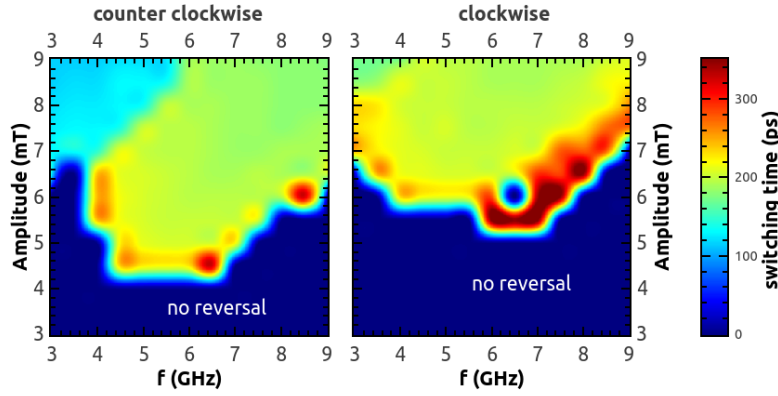 counter clockwise
clockwise
3 4 5 6 7 8 9
3 4 5 6 7 8 9
9
8
7
6
5
4
3
Amplitude (mT)
no reversal
3 4 5 6 7 8 9
f (GHz)
no reversal
3 4 5 6 7 8 9
f (GHz)
9
8
7
6
5
4
3
Amplitude (mT)
300
200
100
0
switching time (ps)